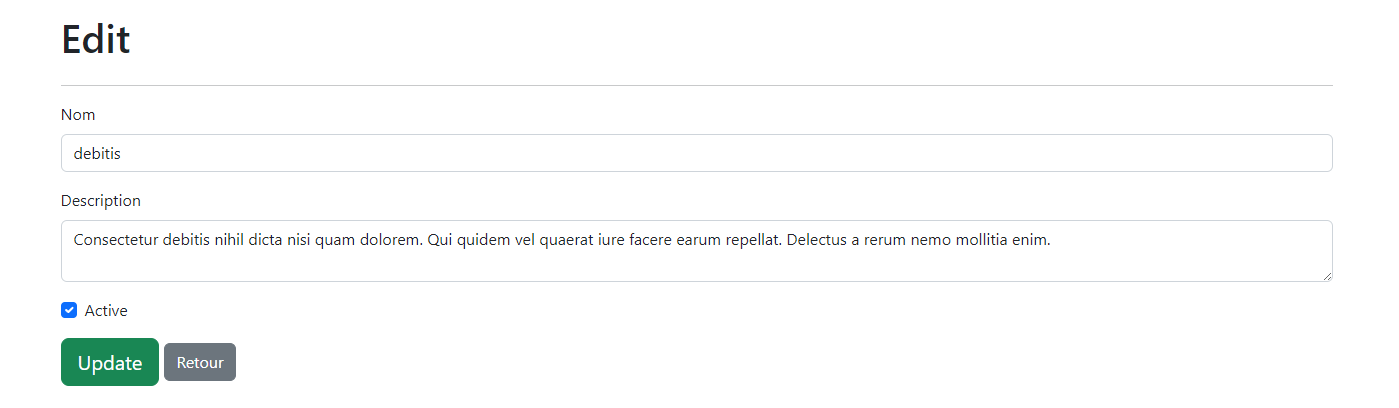 Edit
Nom
debitis
Description
Consectetur debitis nihil dicta nisi quam dolorem. Qui quidem vel quaerat iure facere earum repellat. Delectus a rerum nemo mollitia enim.
Active
Update Retour